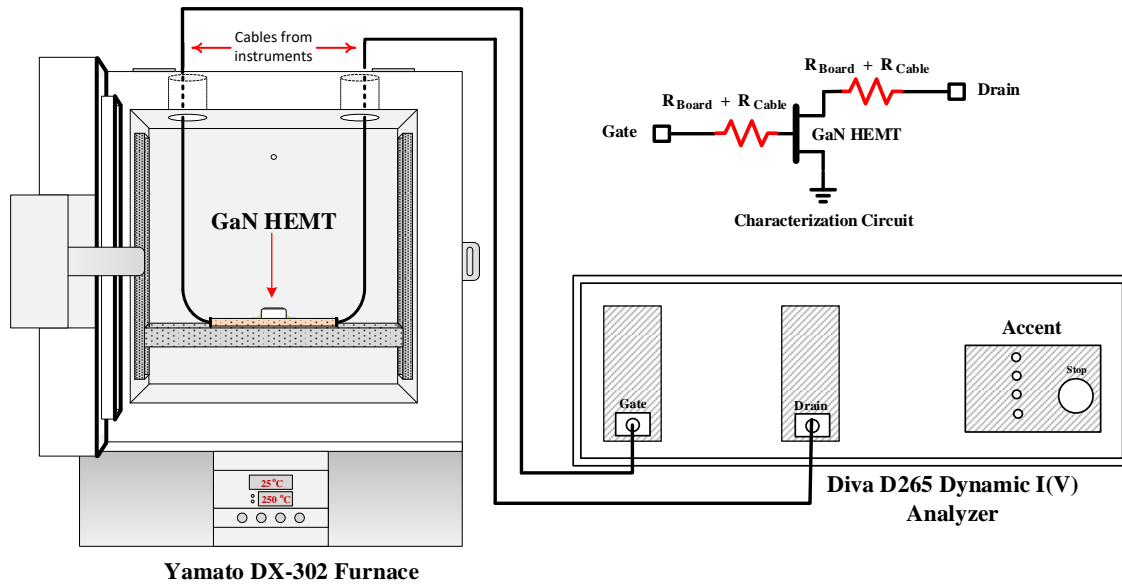 Cables from
instruments
GaN HEMT
25°C
250 °C
Yamato DX-302 Furnace
R Board + R Cable
Drain
R Board + R Cable
Gate
GaN HEMT
Characterization Circuit
Gate
Drain
Accent
Stop
Diva D265 Dynamic I(V)
Analyzer